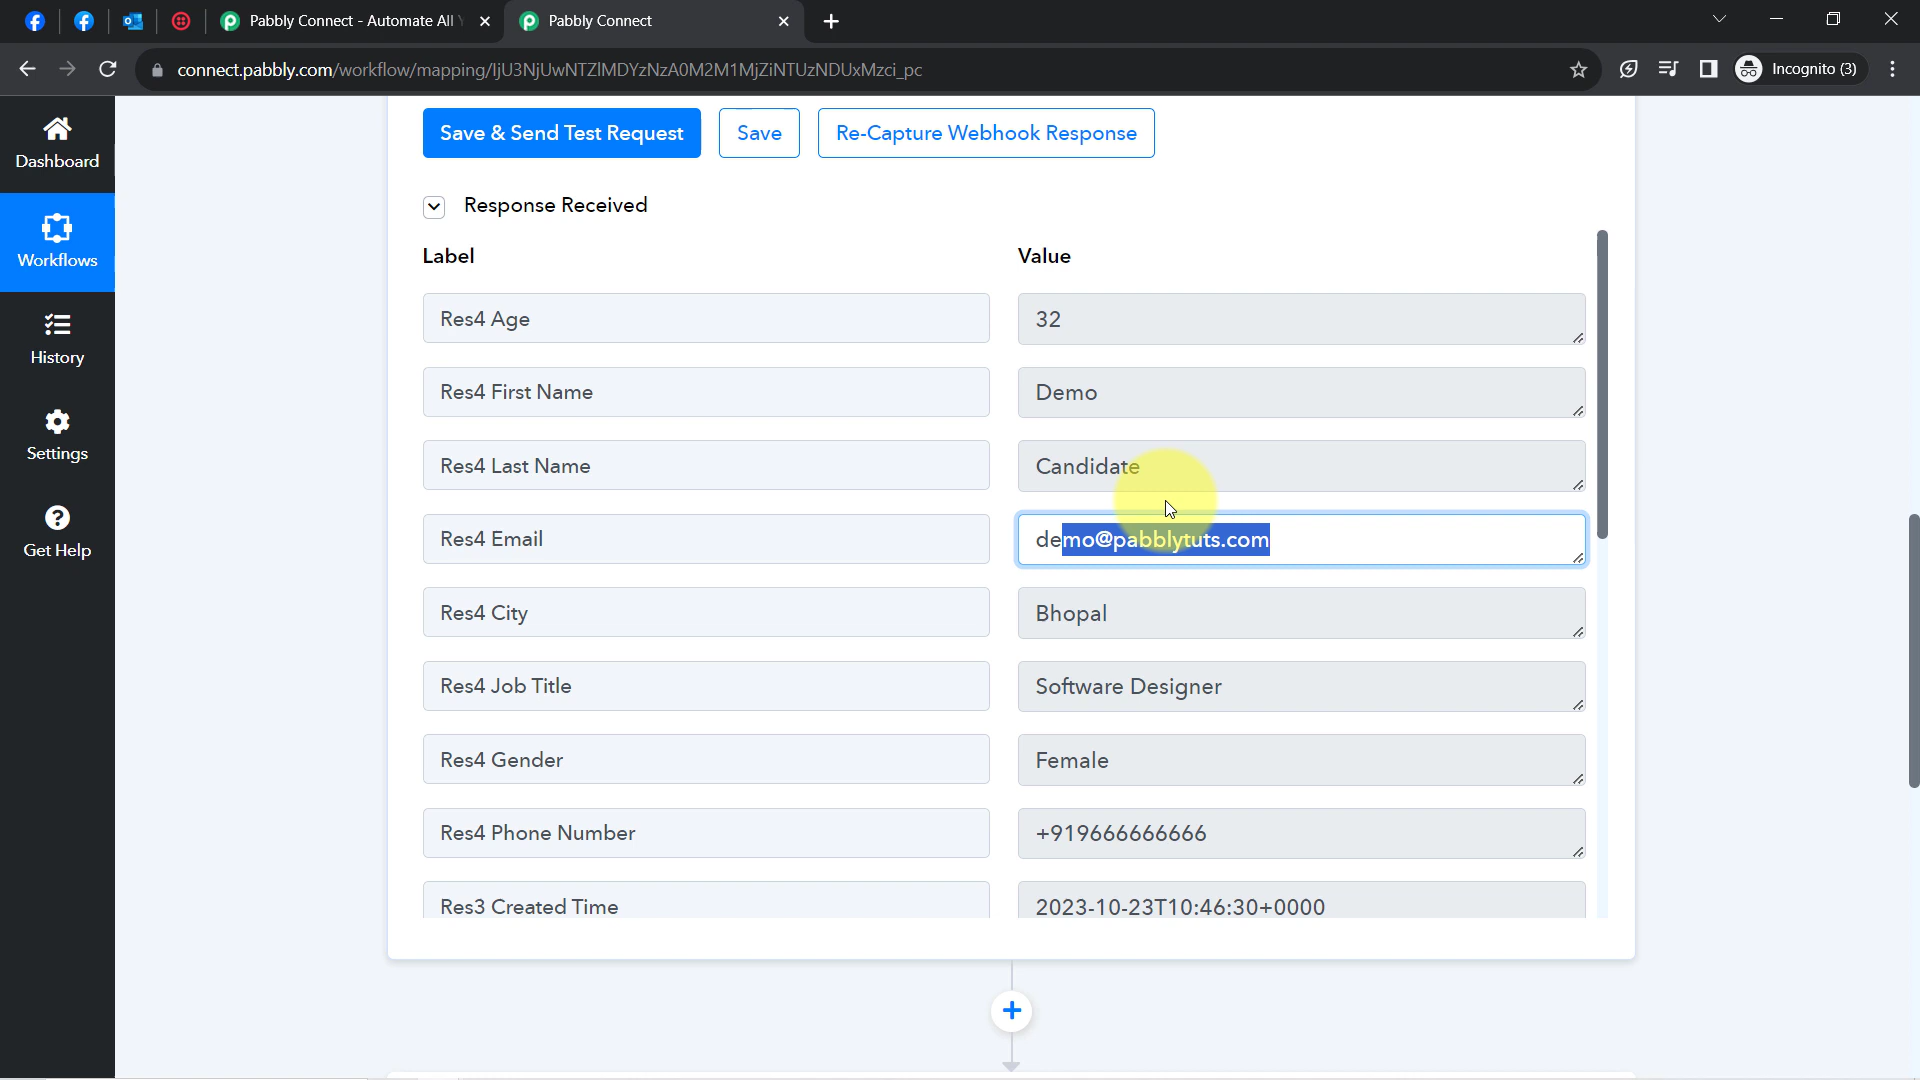 Pabbly Connect - Automate All
Pabbly Connect
connect.pabbly.com/workflow/mapping/IjU3NjUwNTZlMDYzNzA0M2M1MjZiNTUzNDUxMzci_pc
Incognito (3)
Dashboard
Workflows
History
Settings
Get Help
Save & Send Test Request
Save
Re-Capture Webhook Response
Response Received
Label
Value
Res4 Age
32
Res4 First Name
Demo
Res4 Last Name
Candidate
Res4 Email
demo@pabblytuts.com
Res4 City
Bhopal
Res4 Job Title
Software Designer
Res4 Gender
Female
Res4 Phone Number
+919666666666
Res3 Created Time
2023-10-23T10:46:30+0000